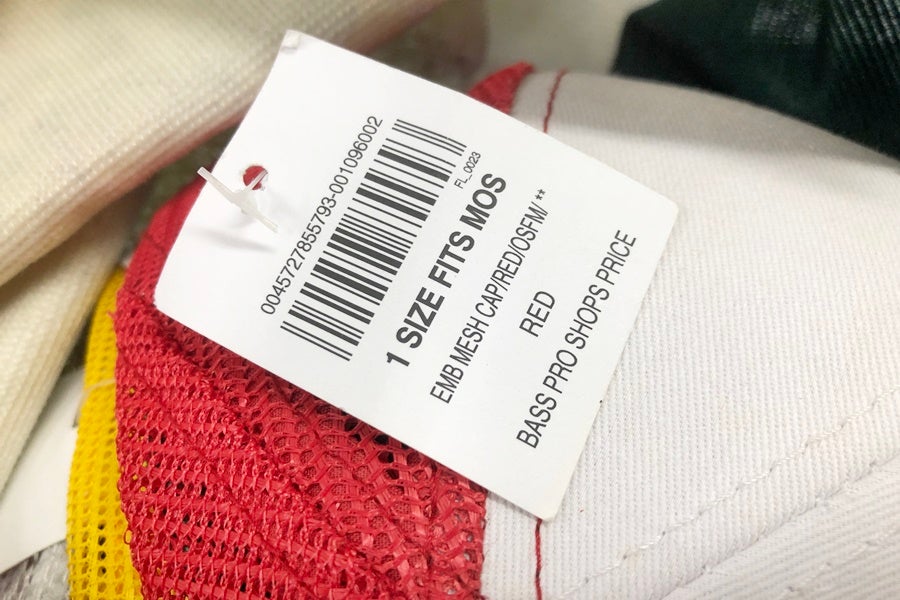 0045727855793-001096002
FL_0023
1 SIZE FITS MOS
EMB MESH CAP/RED/OSFM/ **
RED
BASS PRO SHOPS PRICE